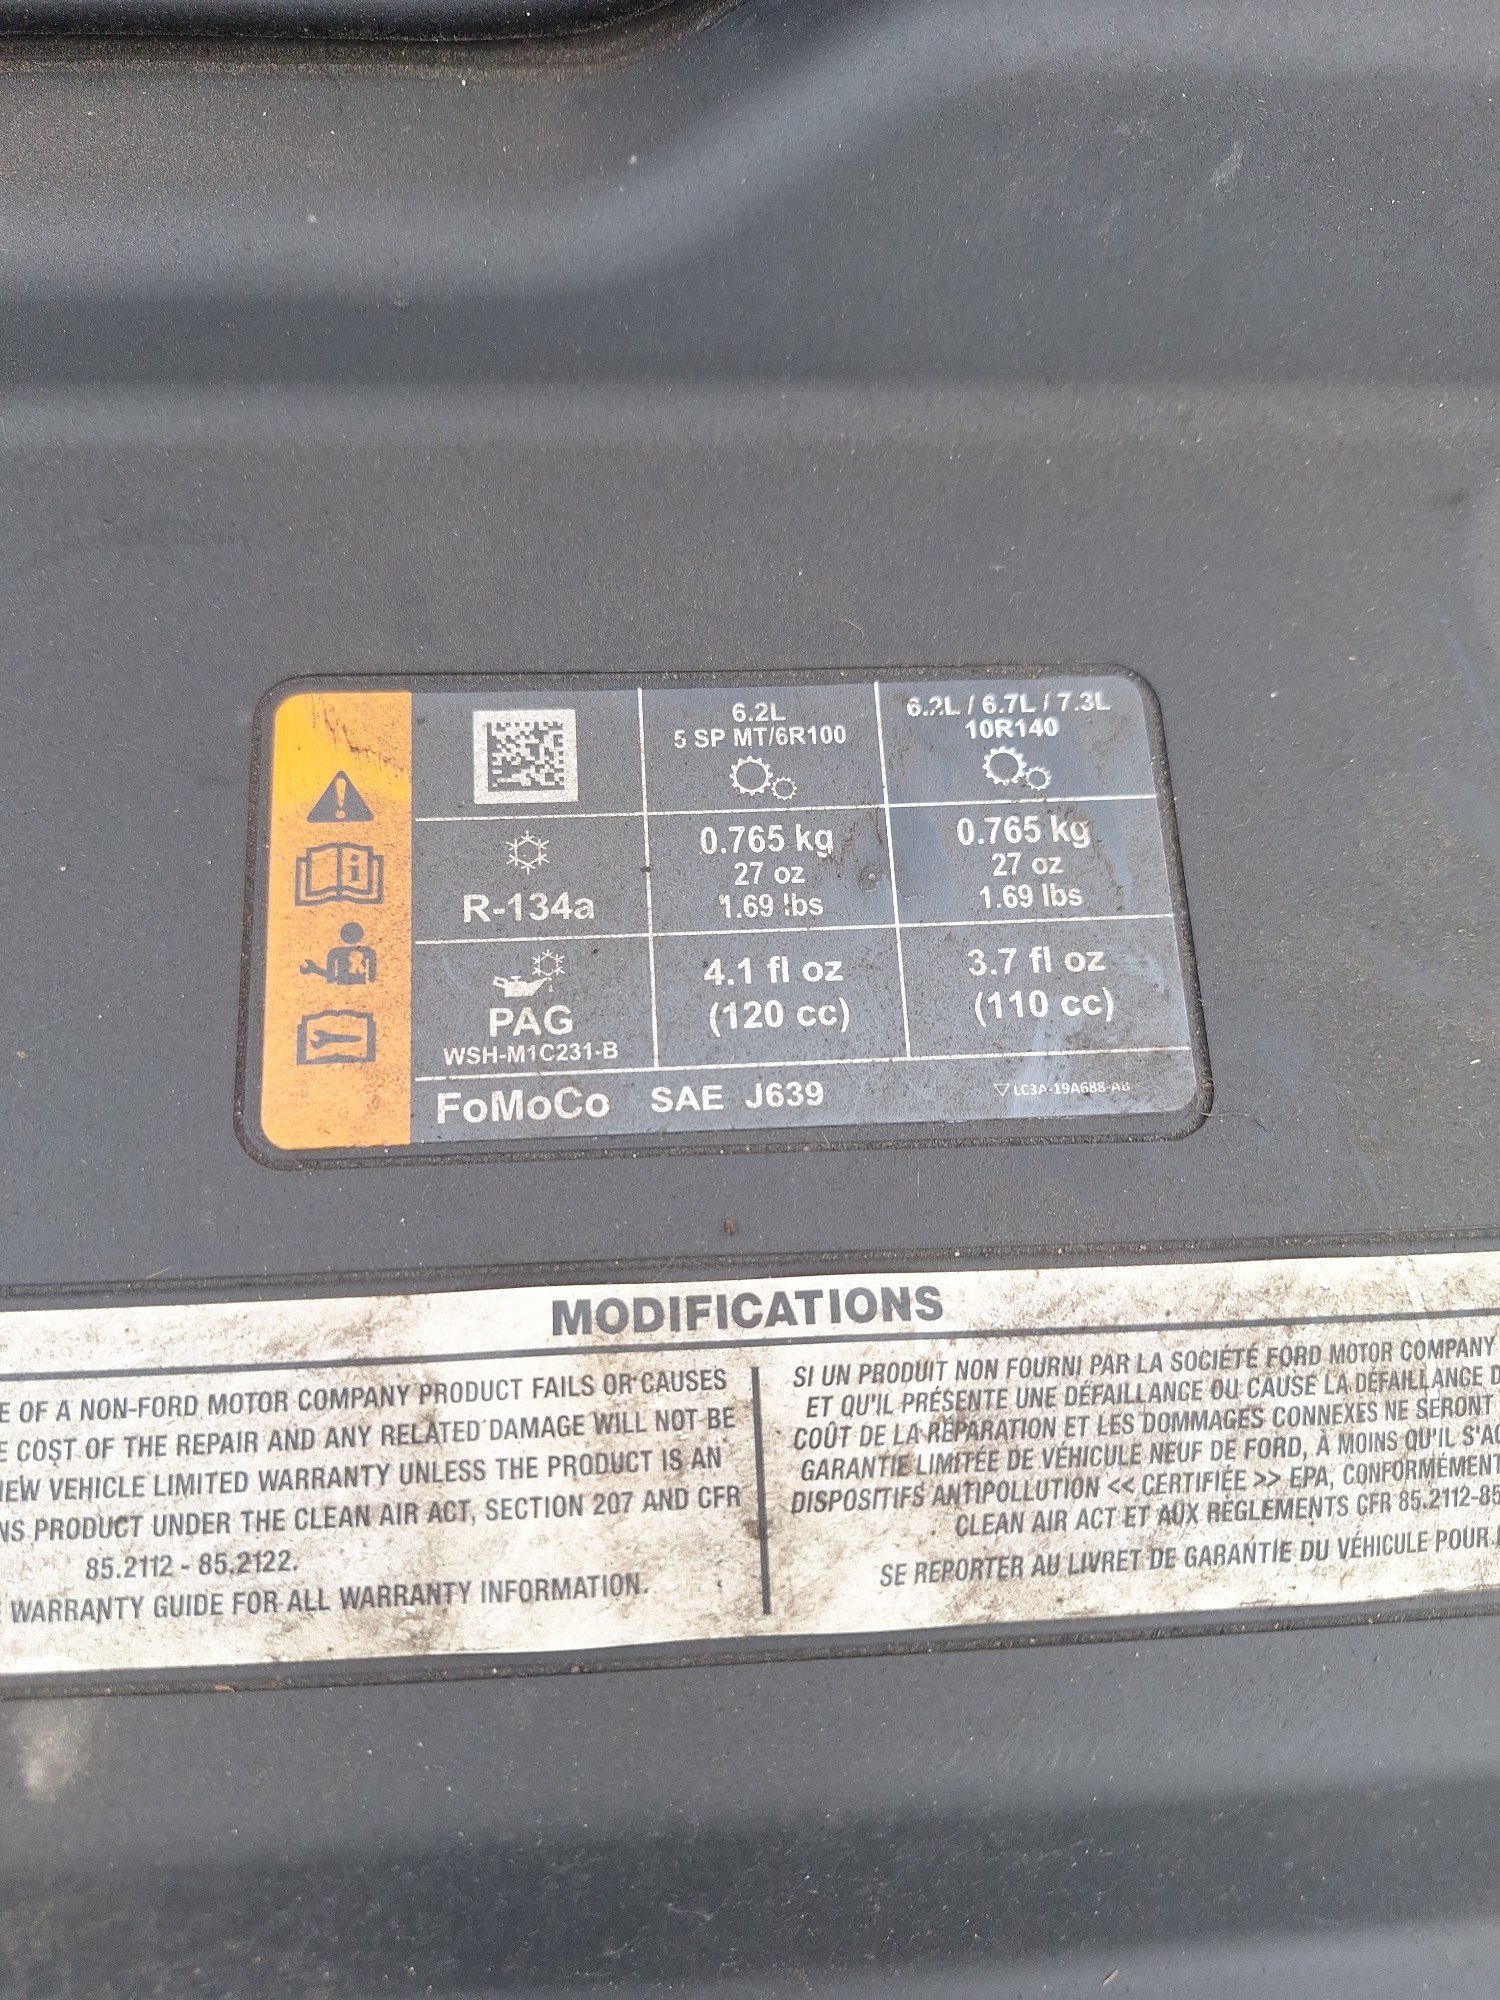 6.2L
5 SP MT/6R100
6.2L / 6.7L / 7.3L
10R140
R-134a
0.765 kg
27 oz
1.69 lbs
0.765 kg
27 oz
1.69 lbs
PAG
WSH-M1C231-B
4.1 fl oz
(120 cc)
3.7 fl oz
(110 cc)
FoMoCo SAE J639
LC3A-19A688-AB
MODIFICATIONS
E OF A NON-FORD MOTOR COMPANY PRODUCT FAILS OR CAUSES
E COST OF THE REPAIR AND ANY RELATED DAMAGE WILL NOT BE
NEW VEHICLE LIMITED WARRANTY UNLESS THE PRODUCT IS AN
NS PRODUCT UNDER THE CLEAN AIR ACT, SECTION 207 AND CFR
85.2112 - 85.2122.
WARRANTY GUIDE FOR ALL WARRANTY INFORMATION.
SI UN PRODUIT NON FOURNI PAR LA SOCIÉTÉ FORD MOTOR COMPANY
ET QU'IL PRÉSENTE UNE DÉFAILLANCE OU CAUSE LA DÉFAILLANCE D
COÛT DE LA RÉPARATION ET LES DOMMAGES CONNEXES NE SERONT
GARANTIE LIMITÉE DE VÉHICULE NEUF DE FORD, À MOINS QU'IL S'A
DISPOSITIFS ANTIPOLLUTION << CERTIFIÉE >> EPA, CONFORMÉMENT
CLEAN AIR ACT ET AUX RÈGLEMENTS CFR 85.2112-85
SE REPORTER AU LIVRET DE GARANTIE DU VÉHICULE POUR